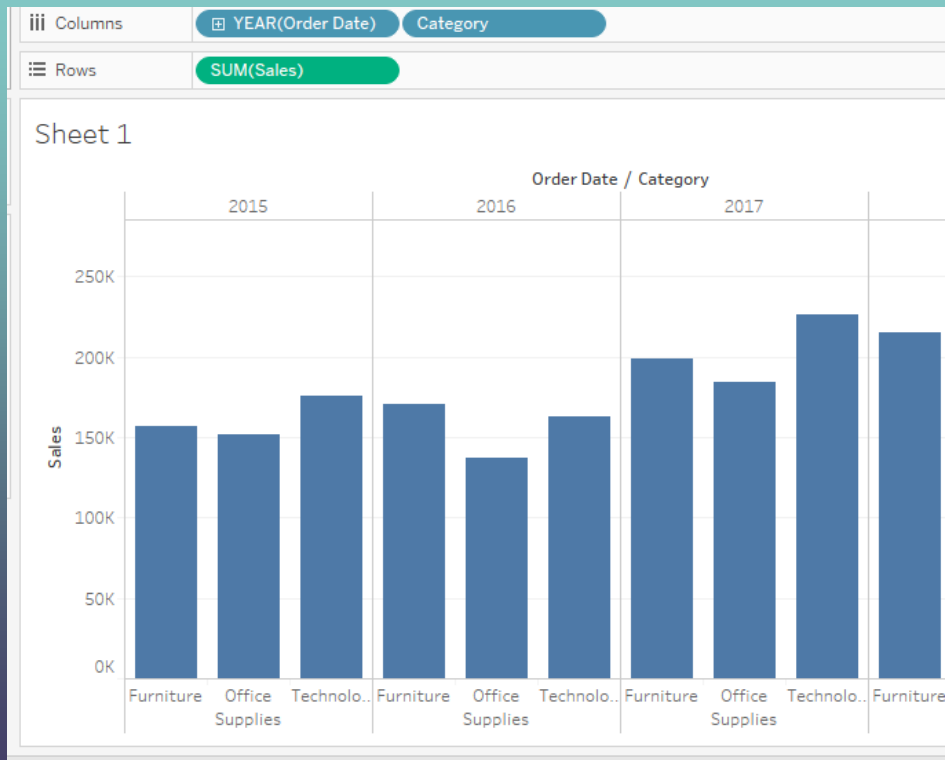 Columns
YEAR(Order Date)
Category
Rows
SUM(Sales)
Sheet 1
Order Date / Category
2015
2016
2017
250K
200K
150K
100K
50K
0K
Sales
Furniture
Office
Supplies
Technolo..
Furniture
Office
Supplies
Technolo..
Furniture
Office
Supplies
Technolo..
Furniture